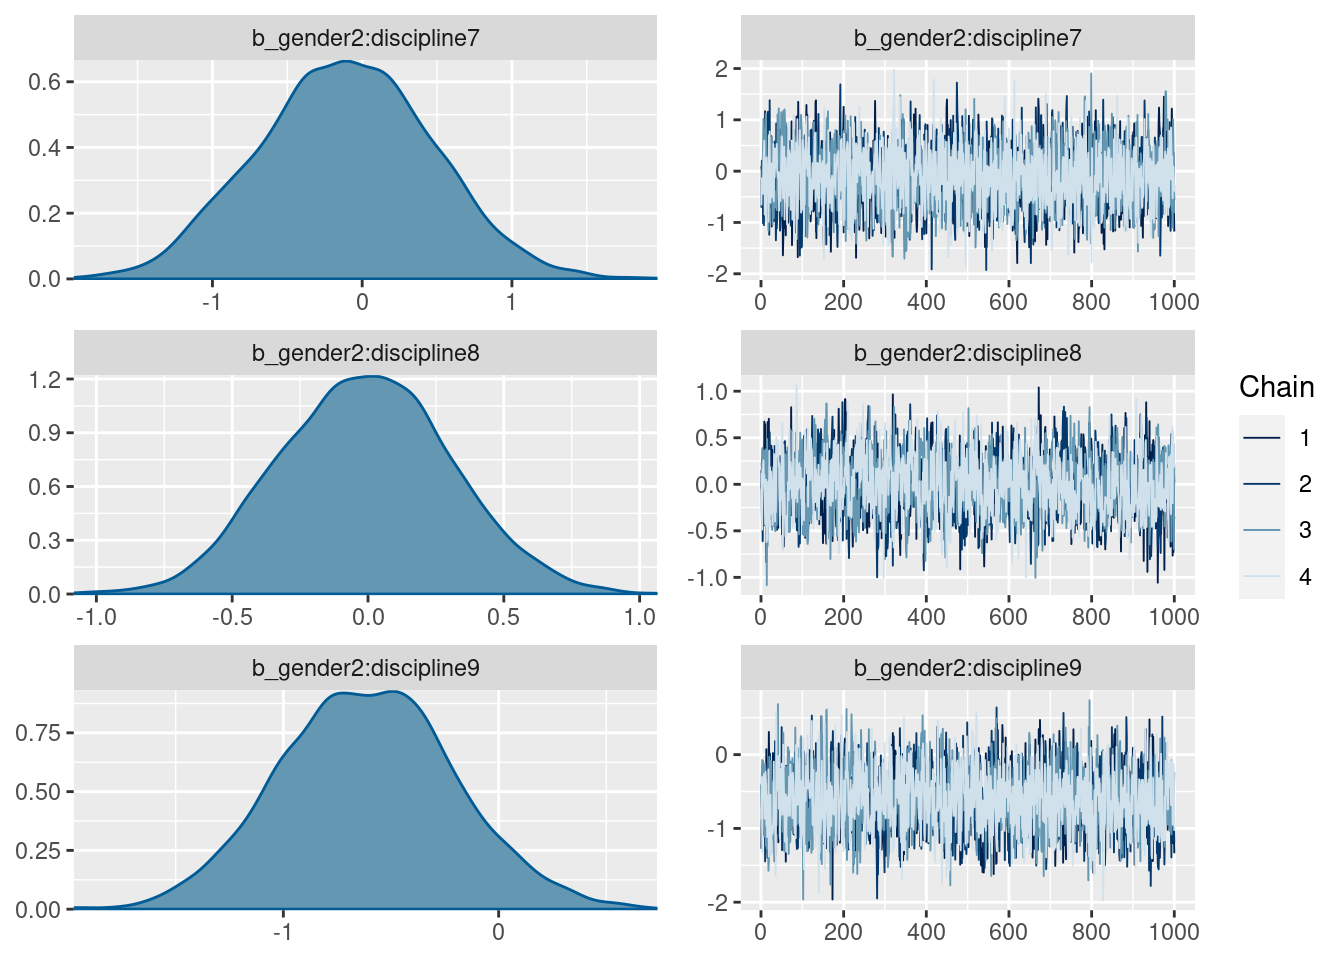 b_gender2:discipline7
0.6
0.4
0.2
0.0
-1 0 1
b_gender2:discipline7
2
1
0
-1
-2
0 200 400 600 800 1000
b_gender2:discipline8
1.2
0.9
0.6
0.3
0.0
-1.0 -0.5 0.0 0.5 1.0
b_gender2:discipline8
1.0
0.5
0.0
-0.5
-1.0
0 200 400 600 800 1000
b_gender2:discipline9
0.75
0.50
0.25
0.00
-1 0
b_gender2:discipline9
0
-1
-2
0 200 400 600 800 1000
Chain
1
2
3
4